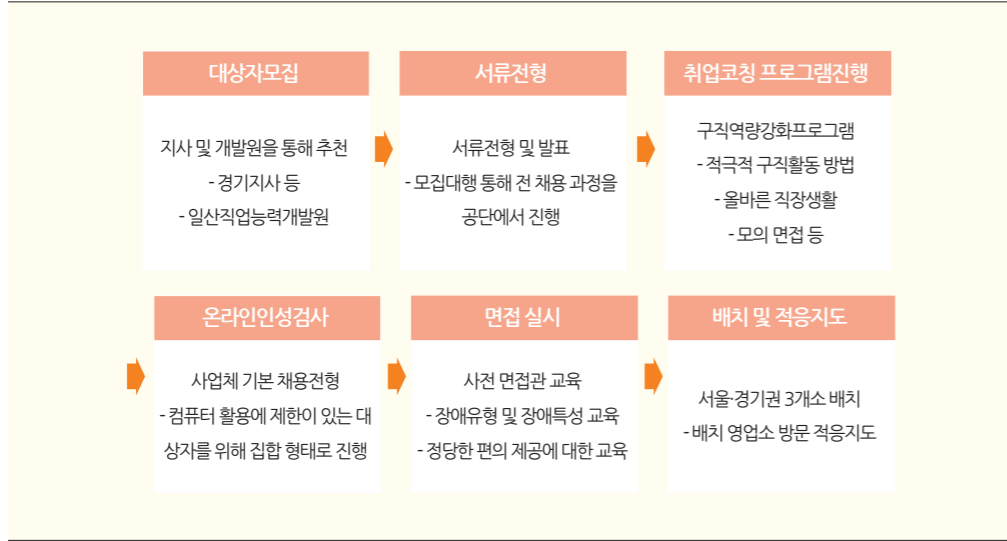 대상자모집
지사 및 개발원을 통해 추천
- 경기지사 등
- 일산직업능력개발원
서류전형
서류전형 및 발표
- 모집대행 통해 전 채용 과정을
공단에서 진행
취업코칭 프로그램진행
구직역량강화프로그램
- 적극적 구직활동 방법
- 올바른 직장생활
- 모의 면접 등
온라인인성검사
사업체 기본 채용전형
- 컴퓨터 활용에 제한이 있는 대
상자를 위해 집합 형태로 진행
면접 실시
사전 면접관 교육
- 장애유형 및 장애특성 교육
- 정당한 편의 제공에 대한 교육
배치 및 적응지도
서울·경기권 3개소 배치
- 배치 영업소 방문 적응지도